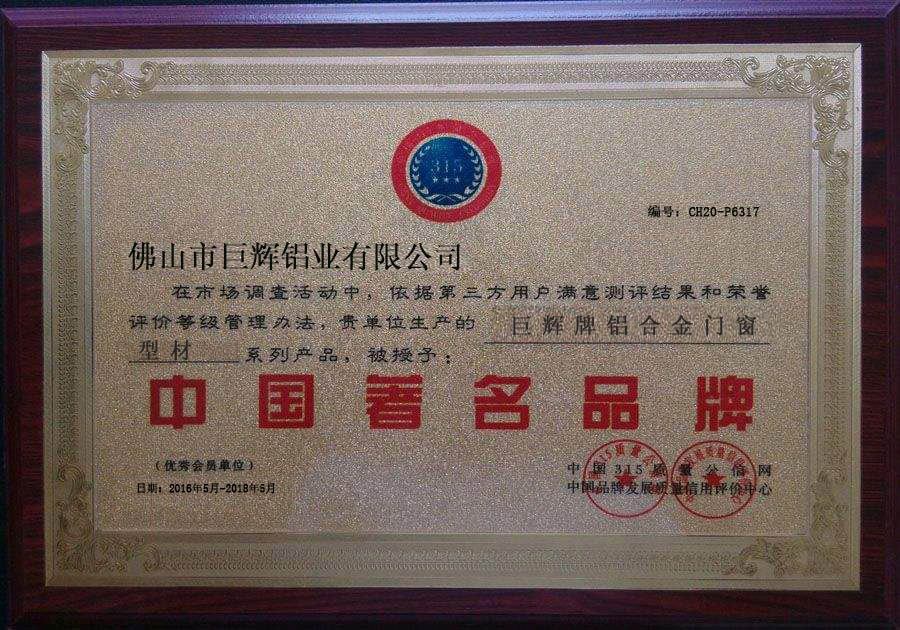 315
编号：CH20-P6317
佛山市巨辉铝业有限公司
在市场调查活动中，依据第三方用户满意测评结果和荣誉
评价等级管理办法，贵单位生产的 巨辉牌铝合金门窗
型材 系列产品，被授予：
中国著名品牌
（优秀会员单位）
日期：2016年5月-2018年5月
中国315质量公信网
中国品牌发展质量信用评价中心